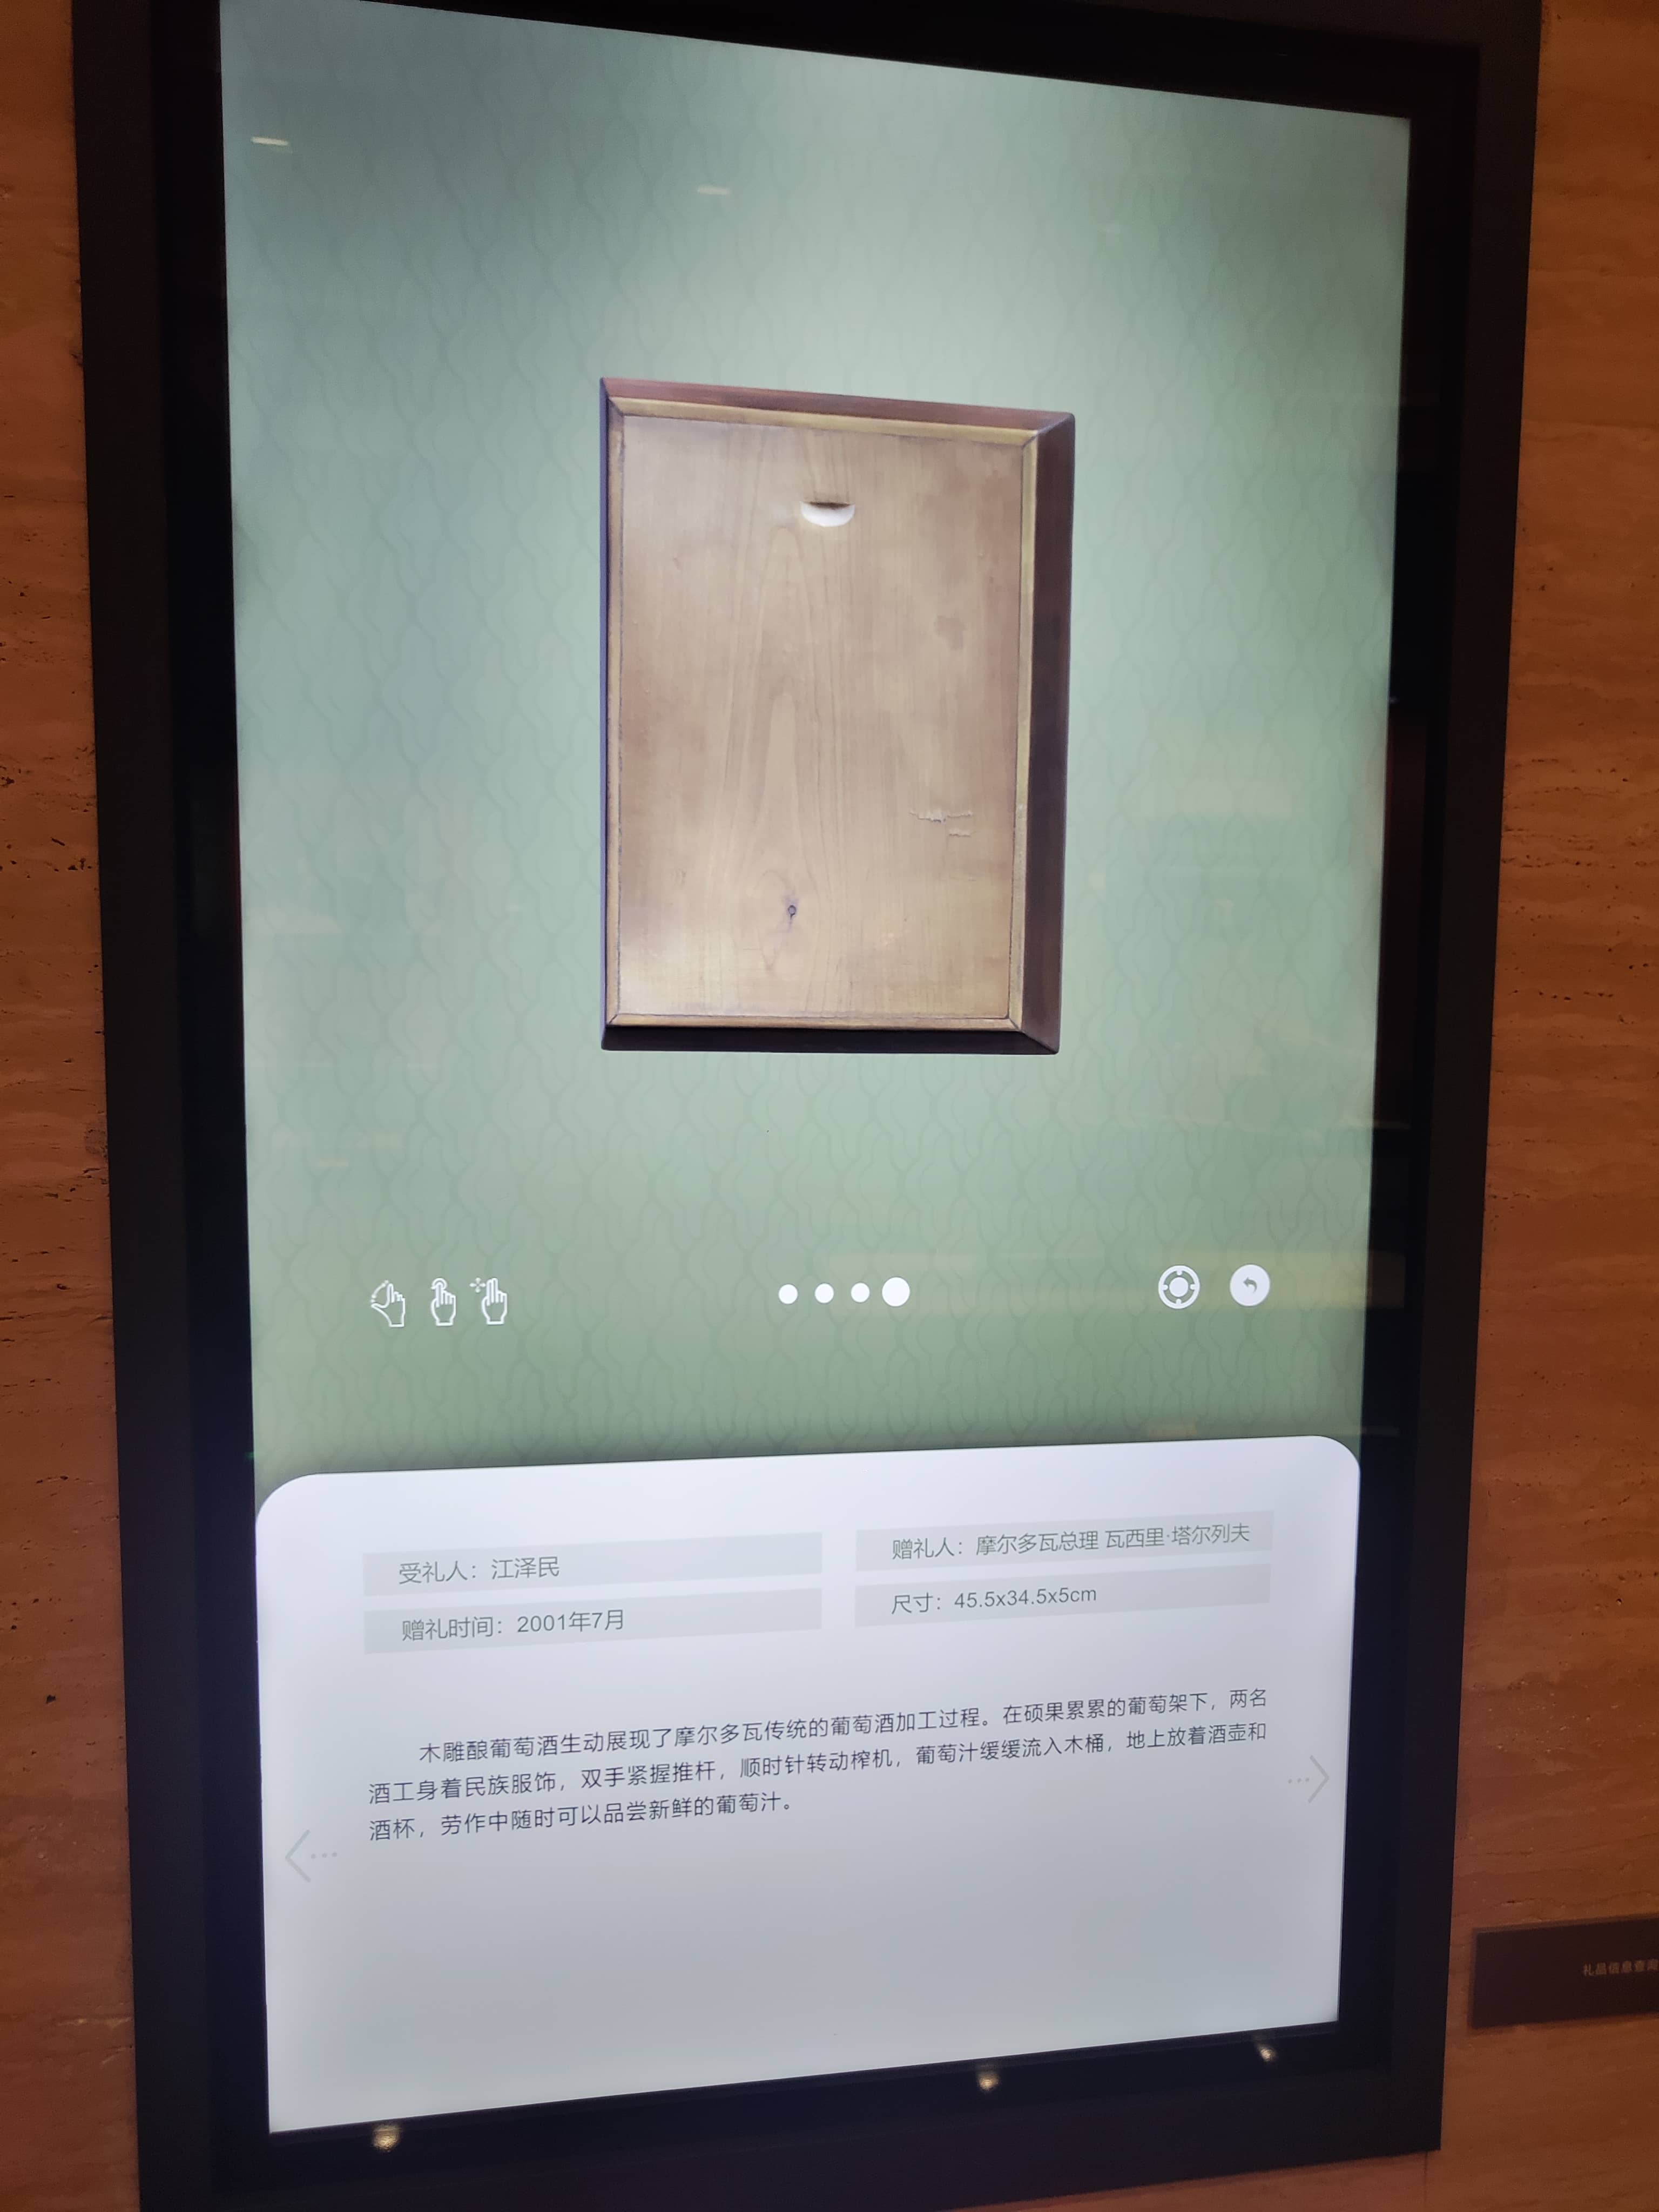 受礼人：江泽民
赠礼人：摩尔多瓦总理 瓦西里·塔尔列夫
赠礼时间：2001年7月
尺寸：45.5x34.5x5cm
木雕酿葡萄酒生动展现了摩尔多瓦传统的葡萄酒加工过程。在硕果累累的葡萄架下，两名
酒工身着民族服饰，双手紧握推杆，顺时针转动榨机，葡萄汁缓缓流入木桶，地上放着酒壶和
酒杯，劳作中随时可以品尝新鲜的葡萄汁。
礼品信息查询